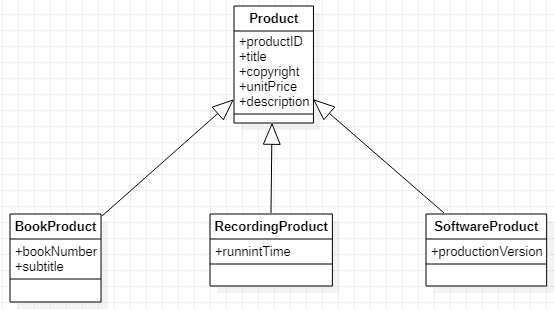 Product
+productID
+title
+copyright
+unitPrice
+description
BookProduct
+bookNumber
+subtitle
RecordingProduct
+runnintTime
SoftwareProduct
+productionVersion